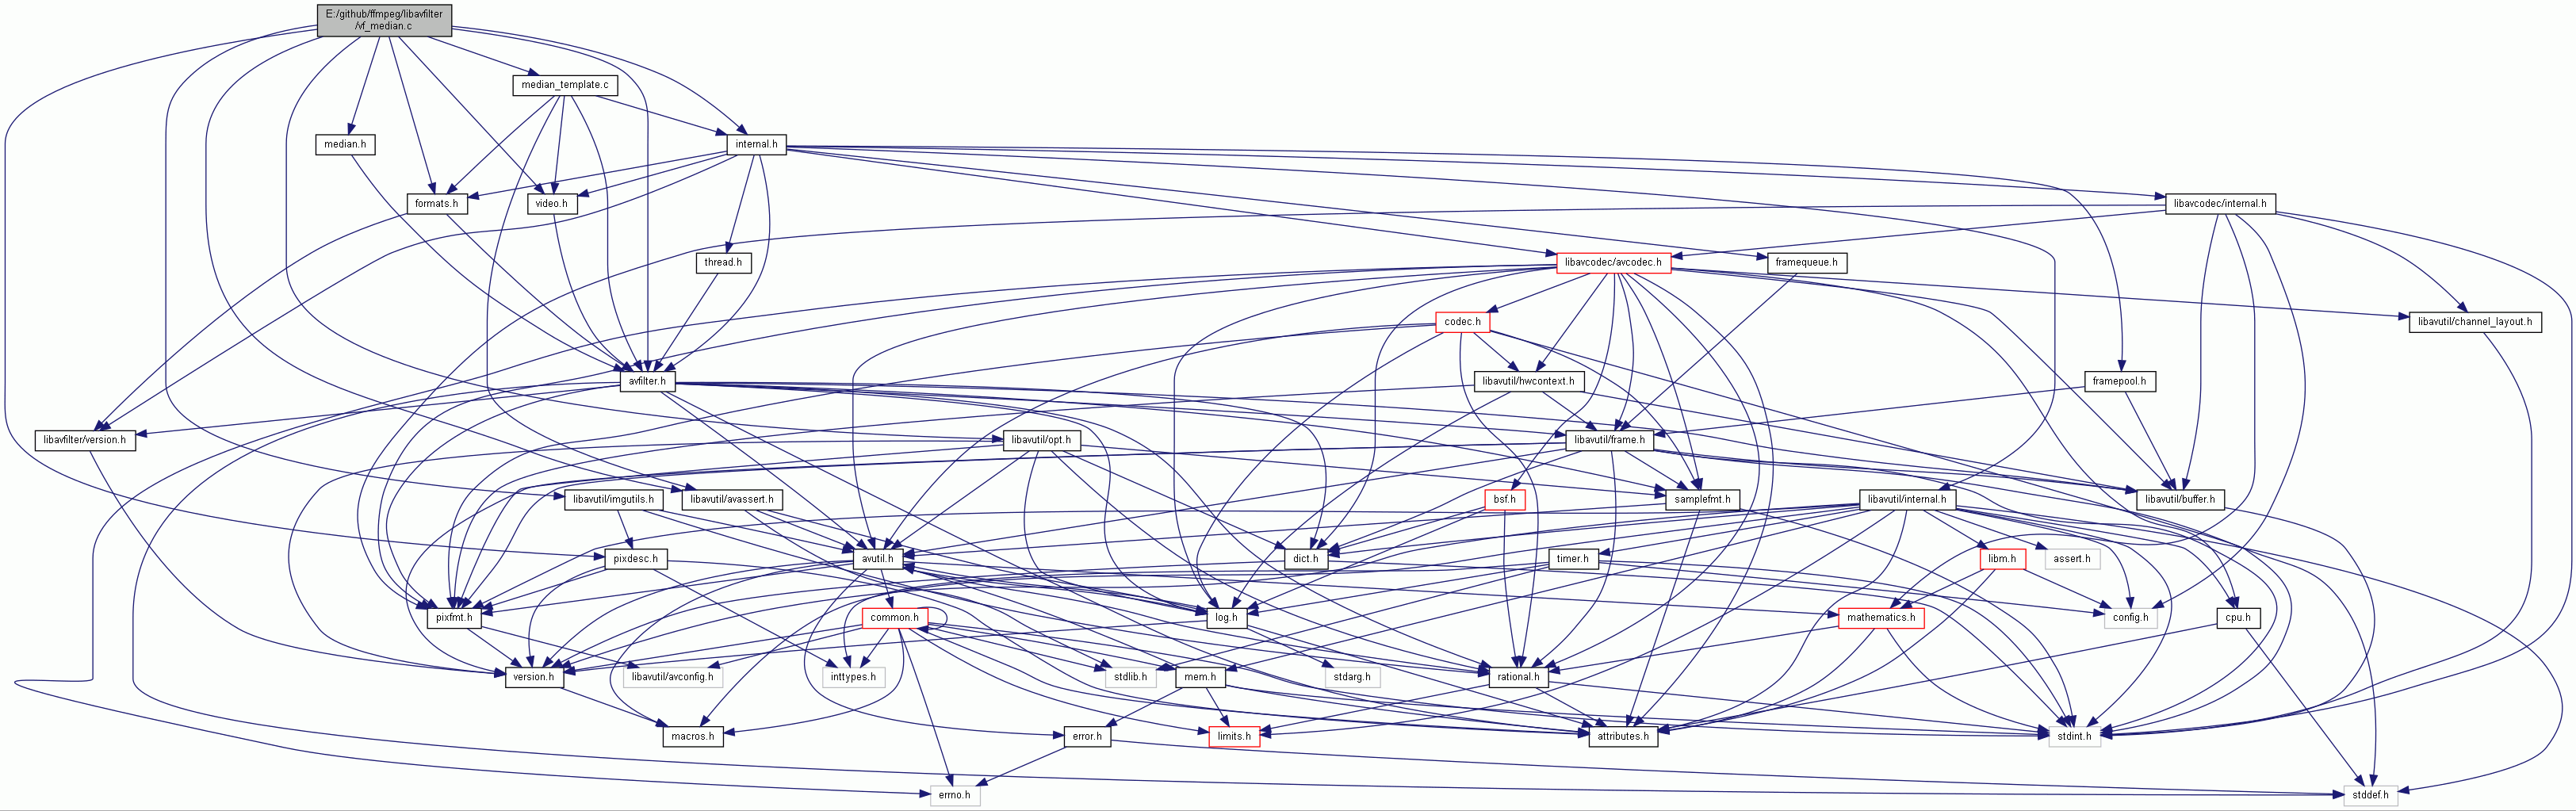 E:/github/ffmpeg/libavfilter
/vf_median.c
median_template.c
median.h
internal.h
formats.h
video.h
libavcodec/internal.h
thread.h
libavcodec/avcodec.h
framequeue.h
codec.h
libavutil/channel_layout.h
avfilter.h
libavutil/hwcontext.h
framepool.h
libavfilter/version.h
libavutil/opt.h
libavutil/frame.h
libavutil/imgutils.h
libavutil/avassert.h
bsf.h
samplefmt.h
libavutil/internal.h
libavutil/buffer.h
pixdesc.h
avutil.h
dict.h
timer.h
libm.h
assert.h
pixfmt.h
common.h
log.h
mathematics.h
config.h
cpu.h
version.h
libavutil/avconfig.h
inttypes.h
stdlib.h
mem.h
stdarg.h
rational.h
macros.h
error.h
limits.h
attributes.h
stdint.h
errno.h
stddef.h